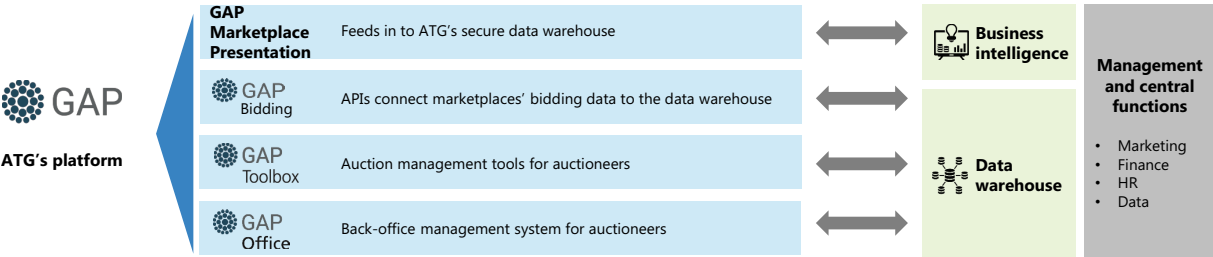 GAP
ATG's platform
GAP
Marketplace
Presentation
Feeds in to ATG's secure data warehouse
GAP
Bidding
APIs connect marketplaces' bidding data to the data warehouse
GAP
Toolbox
Auction management tools for auctioneers
GAP
Office
Back-office management system for auctioneers
Business
intelligence
Data
warehouse
Management
and central
functions
• Marketing
• Finance
• HR
• Data